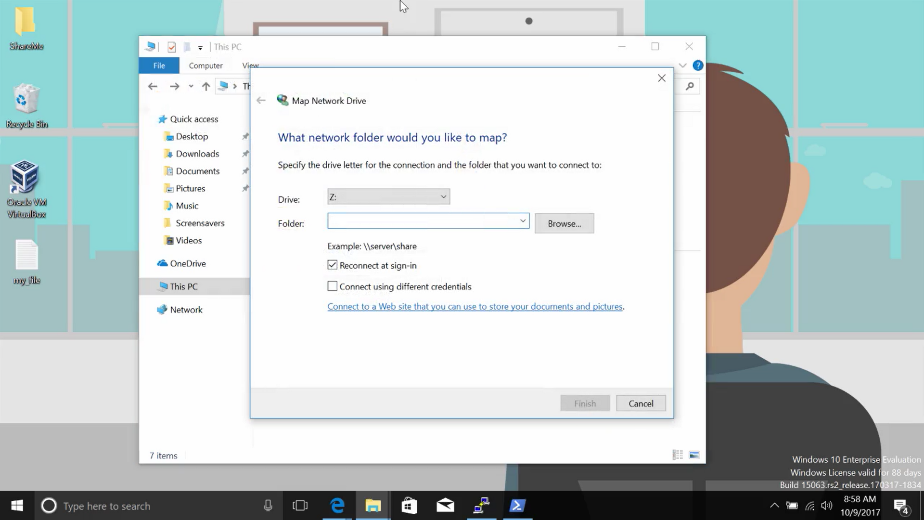 ShareMe
Recycle Bin
Oracle VM
VirtualBox
my_file
This PC
File
Computer
View
Th
Quick access
Desktop
Downloads
Documents
Pictures
Music
Screensavers
Videos
OneDrive
This PC
Network
7 items
Map Network Drive
What network folder would you like to map?
Specify the drive letter for the connection and the folder that you want to connect to:
Drive:
Z:
Folder:
Browse...
Example: \\server\share
Reconnect at sign-in
Connect using different credentials
Connect to a Web site that you can use to store your documents and pictures.
Finish
Cancel
Windows 10 Enterprise Evaluation
Windows License valid for 88 days
Build 15063.rs2_release.170317-1834
Type here to search
8:58 AM
10/9/2017
4